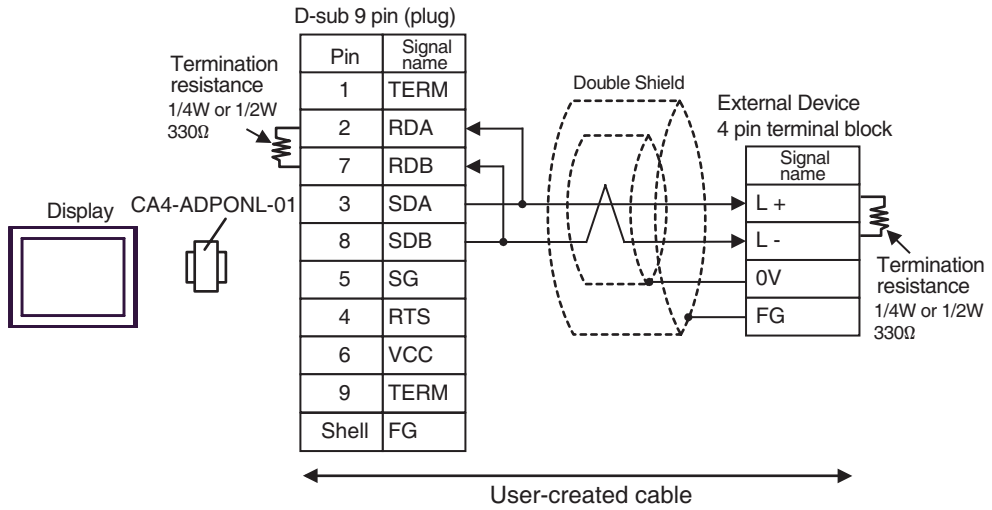 D-sub 9 pin (plug)
Pin Signal name
1 TERM
2 RDA
7 RDB
3 SDA
8 SDB
5 SG
4 RTS
6 VCC
9 TERM
Shell FG
Termination
resistance
1/4W or 1/2W
330Ω
Display
CA4-ADPONL-01
Double Shield
External Device
4 pin terminal block
Signal
name
L +
L -
0V
FG
Termination
resistance
1/4W or 1/2W
330Ω
User-created cable